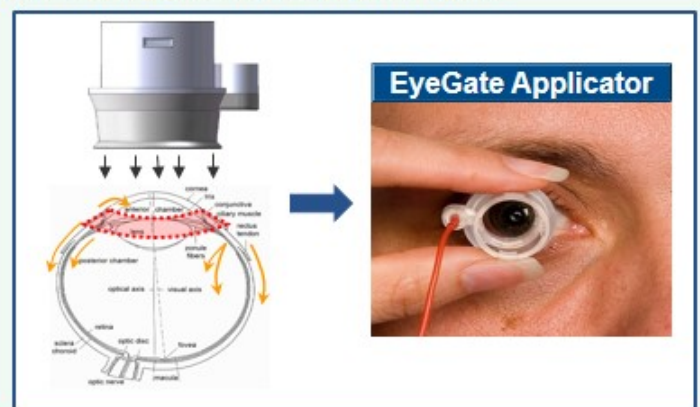 EyeGate Applicator
cornea
iris
anterior chamber
conjunctiva
ciliary muscle
rectus
tendon
lens
zonule
fibers
posterior chamber
optical axis
visual axis
retina
sclera
choroid
optic disc
fovea
optic nerve
macula